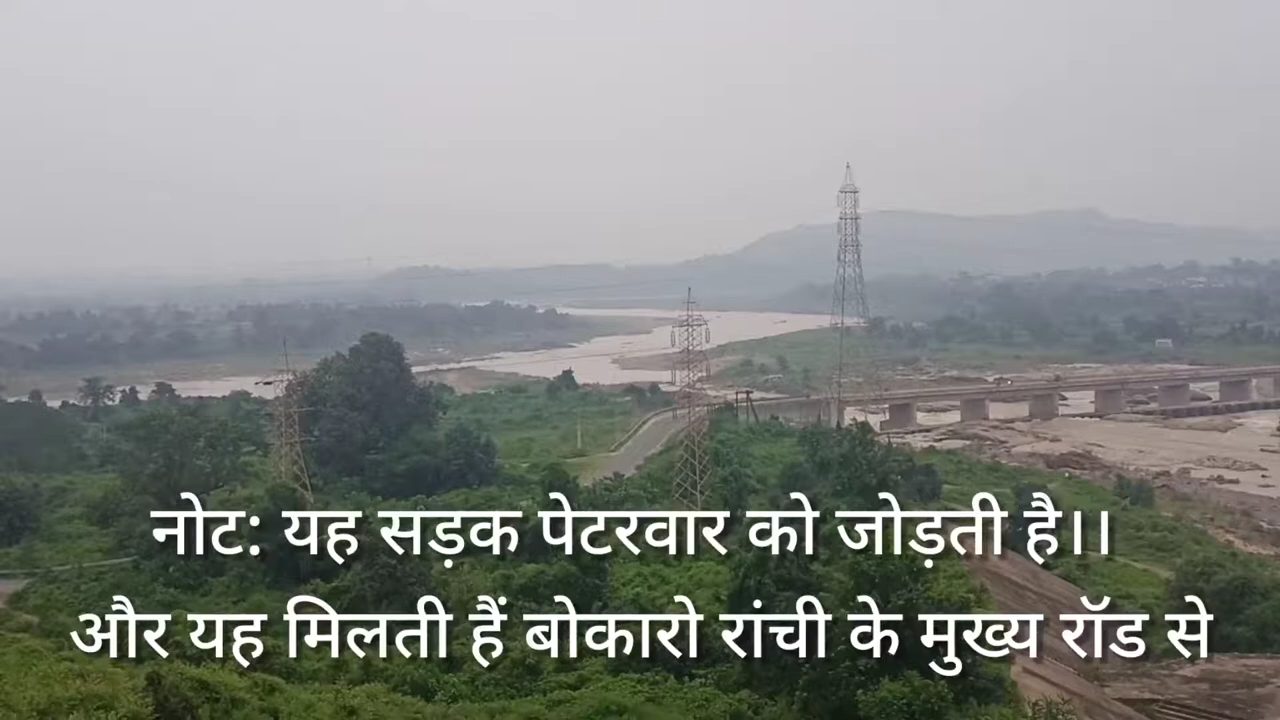 नोट: यह सड़क पेटरवार को जोड़ती है।।
और यह मिलती हैं बोकारो रांची के मुख्य रॉड से